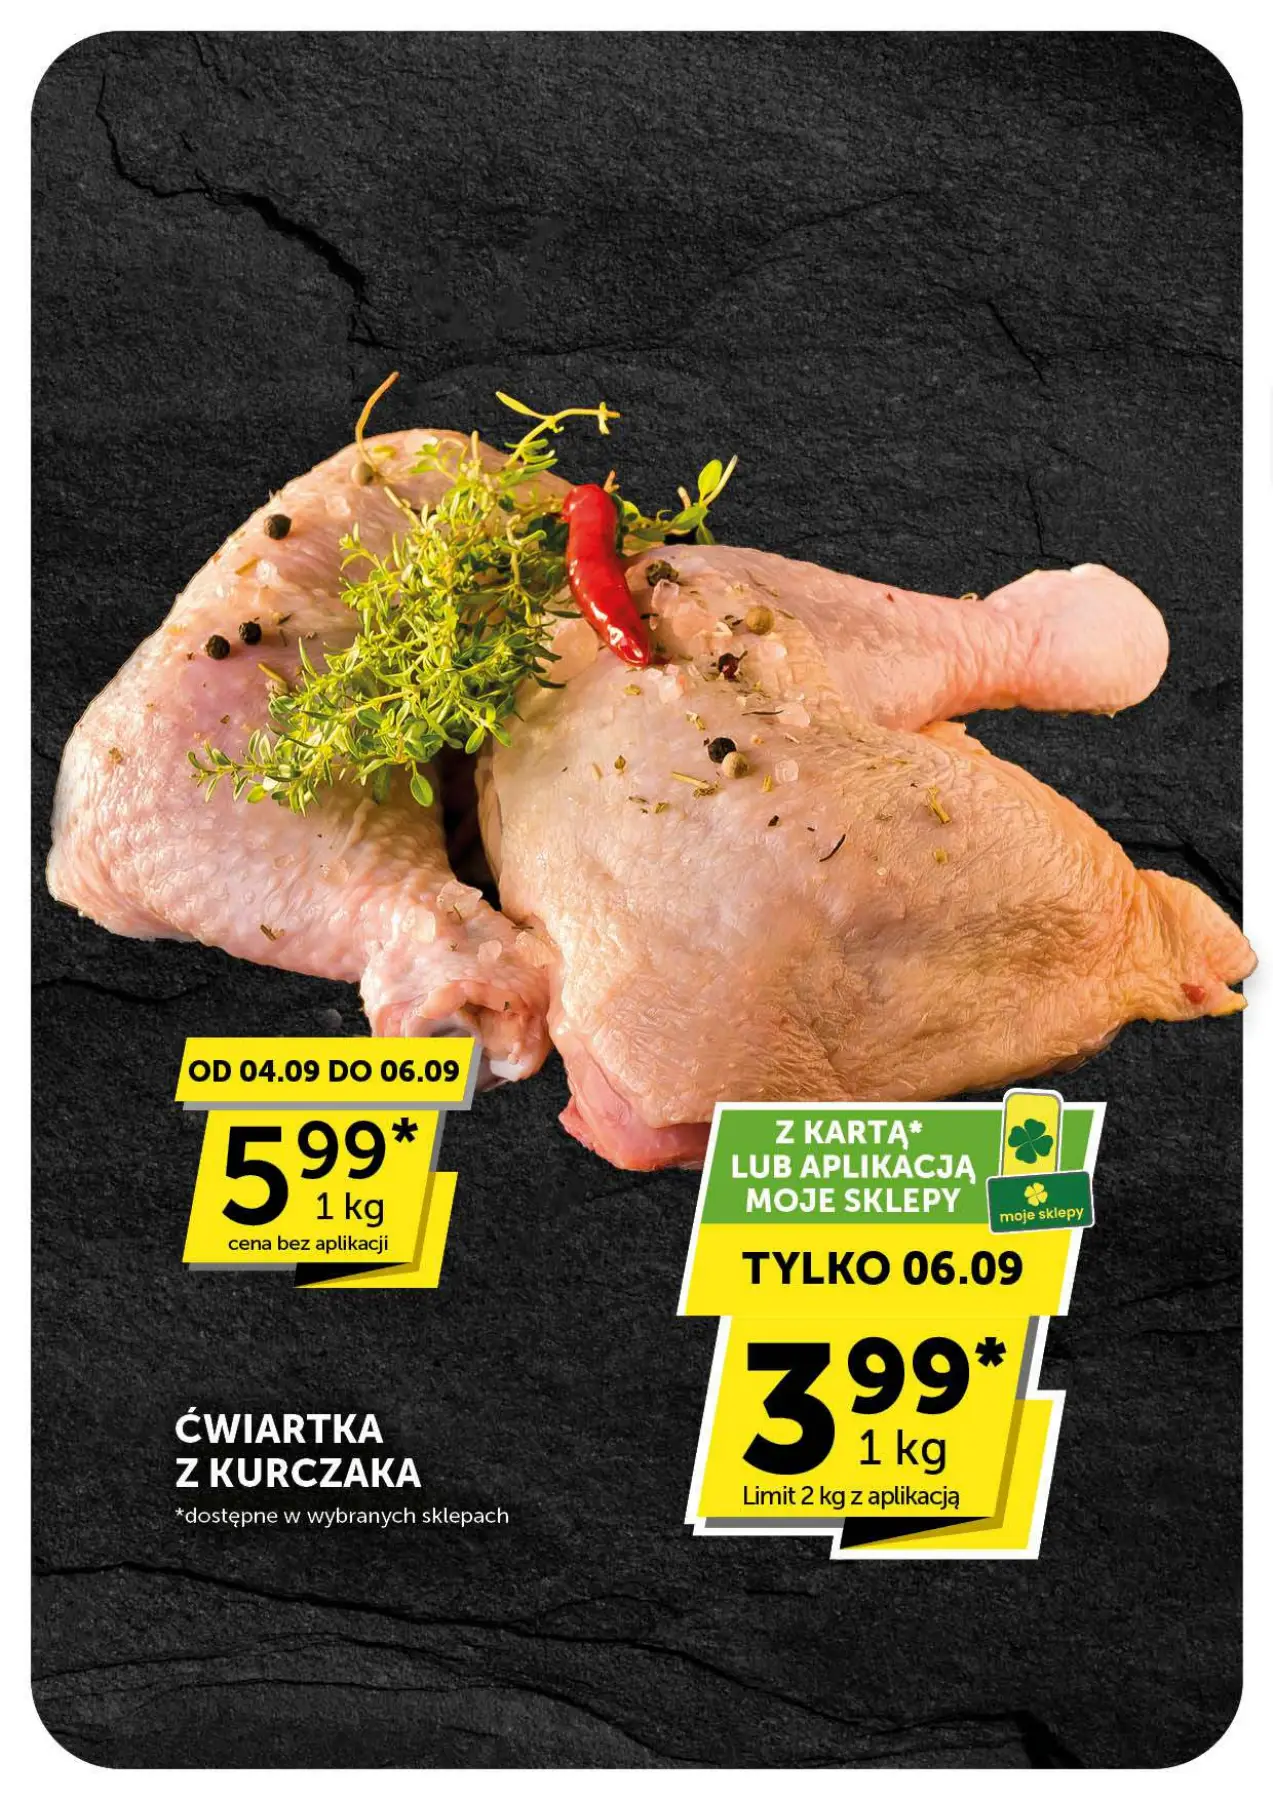 OD 04.09 DO 06.09
5 99*
1 kg
cena bez aplikacji
Z KARTĄ*
LUB APLIKACJĄ
MOJE SKLEPY
moje sklepy
TYLKO 06.09
3 99*
1 kg
Limit 2 kg z aplikacją
ĆWIARTKA
Z KURCZAKA
*dostępne w wybranych sklepach